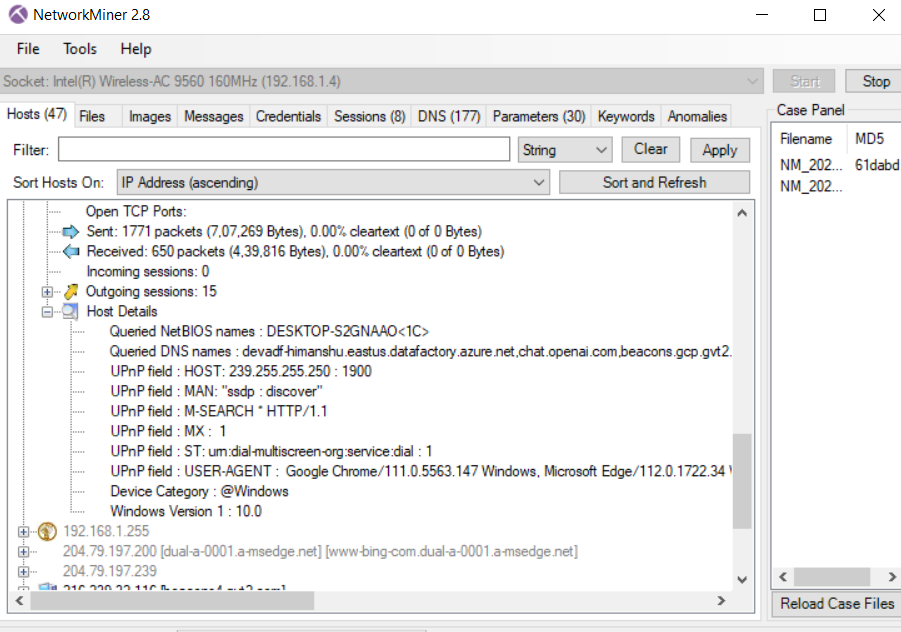 NetworkMiner 2.8
File Tools Help
Socket: Intel(R) Wireless-AC 9560 160MHz (192.168.1.4)
Start
Stop
Hosts (47) Files Images Messages Credentials Sessions (8) DNS (177) Parameters (30) Keywords Anomalies
Filter:
String
Clear
Apply
Sort Hosts On: IP Address (ascending)
Sort and Refresh
Open TCP Ports:
Sent: 1771 packets (7,07,269 Bytes), 0.00% cleartext (0 of 0 Bytes)
Received: 650 packets (4,39,816 Bytes), 0.00% cleartext (0 of 0 Bytes)
Incoming sessions: 0
Outgoing sessions: 15
Host Details
Queried NetBIOS names : DESKTOP-S2GNAAO<1C>
Queried DNS names : devadf-himanshu.eastus.datafactory.azure.net,chat.openai.com,beacons.gcp.gvt2.
UPnP field : HOST: 239.255.255.250 : 1900
UPnP field : MAN: "ssdp : discover"
UPnP field : M-SEARCH * HTTP/1.1
UPnP field : MX : 1
UPnP field : ST: urn:dial-multiscreen-org:service:dial : 1
UPnP field : USER-AGENT : Google Chrome/111.0.5563.147 Windows, Microsoft Edge/112.0.1722.34
Device Category : @Windows
Windows Version 1 : 10.0
192.168.1.255
204.79.197.200 [dual-a-0001.a-msedge.net] [www-bing-com.dual-a-0001.a-msedge.net]
204.79.197.239
Case Panel
Filename MD5
NM_202... 61dabd
NM_202...
Reload Case Files